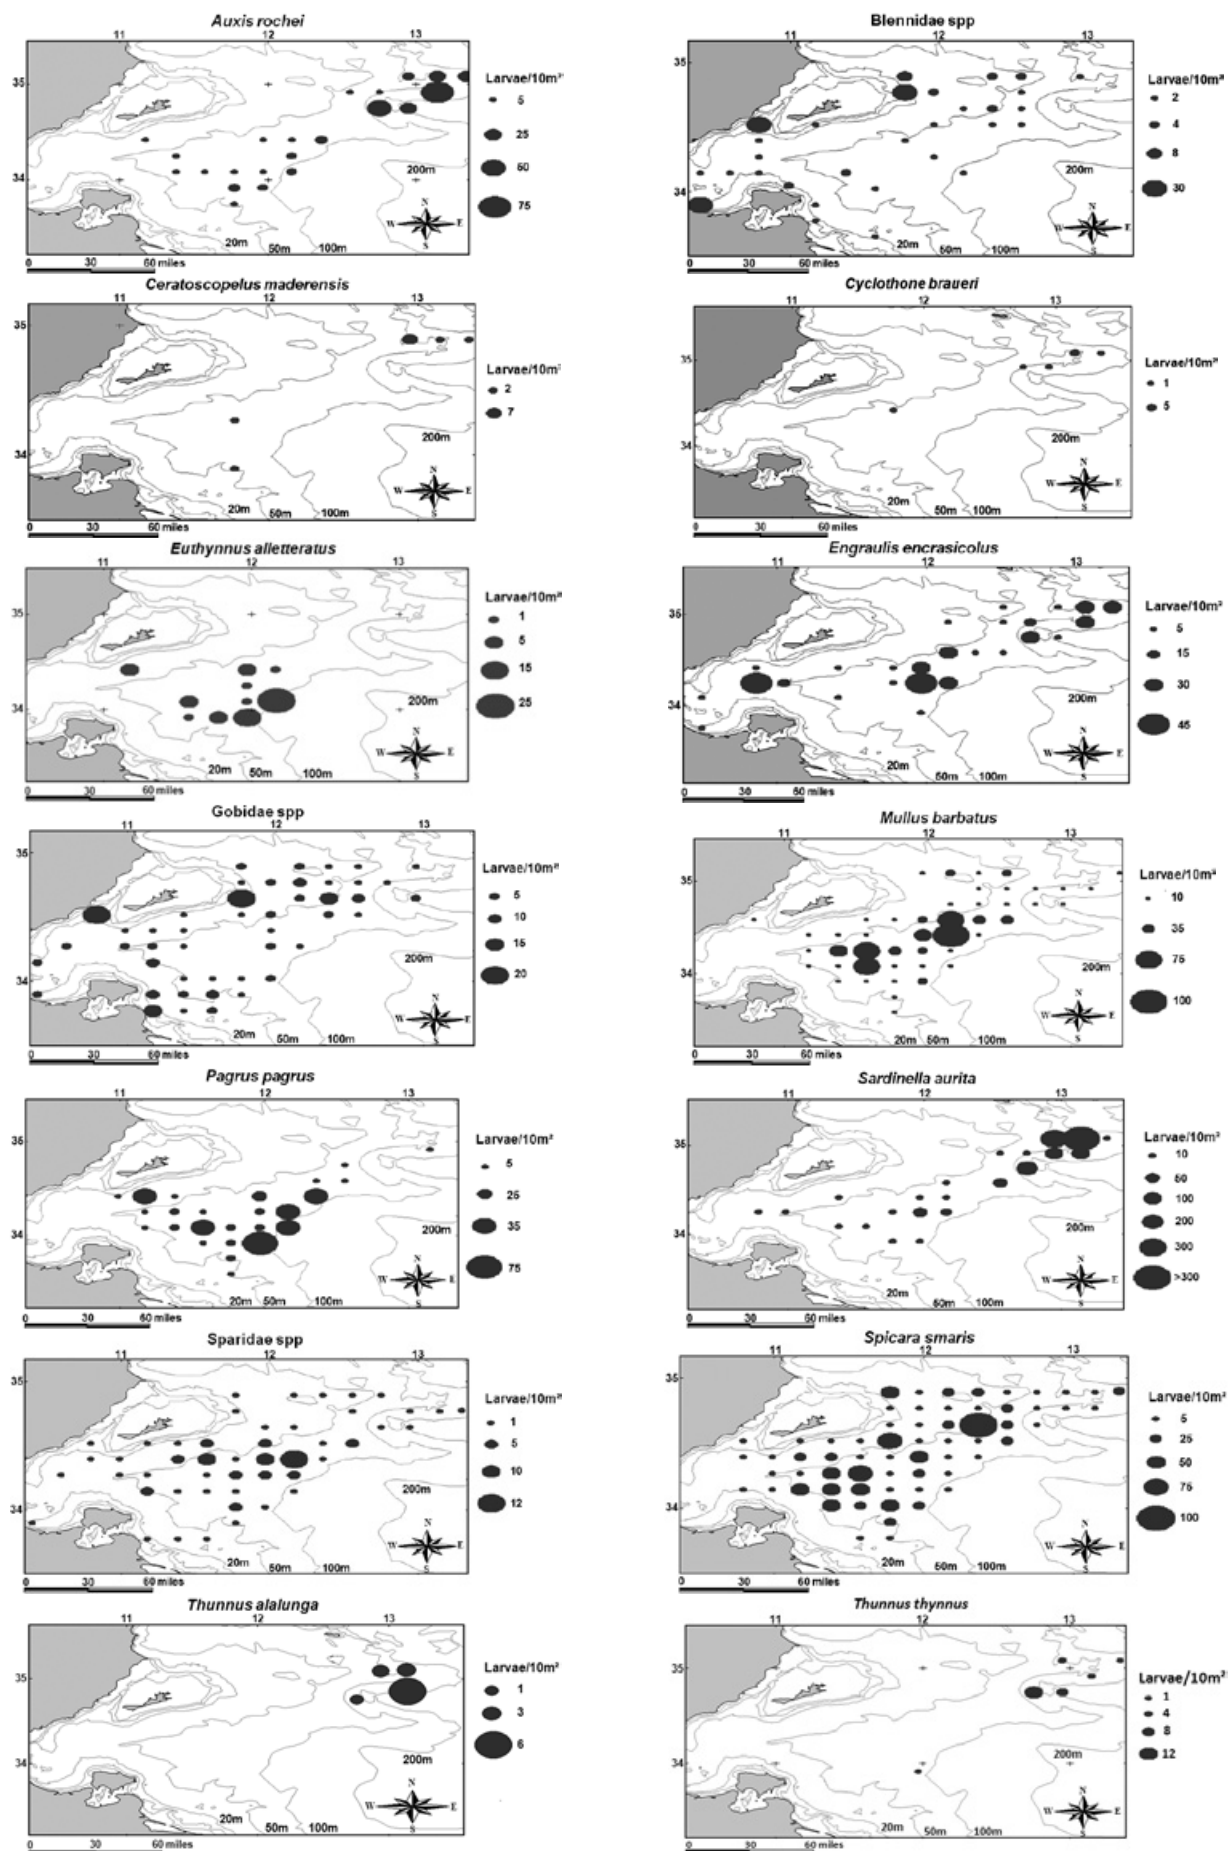 Auxis rochei
11 12 13
35
34
Larvae/10m²
5
25
50
75
200m
N
W E
S
20m 50m 100m
0 30 60 miles
Blennidae spp
11 12 13
35
34
Larvae/10m²
2
4
8
30
200m
N
W E
S
20m 50m 100m
0 30 60 miles
Ceratoscopelus maderensis
11 12 13
35
34
Larvae/10m²
2
7
200m
N
W E
S
20m 50m 100m
0 30 60 miles
Cyclothone braueri
11 12 13
35
34
Larvae/10m²
1
5
200m
N
W E
S
20m 50m 100m
0 30 60 miles
Euthynnus alletteratus
11 12 13
35
34
Larvae/10m²
1
5
15
25
200m
N
W E
S
20m 50m 100m
0 30 60 miles
Engraulis encrasicolus
11 12 13
35
34
Larvae/10m²
5
15
30
45
200m
N
W E
S
20m 50m 100m
0 30 60 miles
Gobidae spp
11 12 13
35
34
Larvae/10m²
5
10
15
20
200m
N
W E
S
20m 50m 100m
0 30 60 miles
Mullus barbatus
11 12 13
35
34
Larvae/10m²
10
35
75
100
200m
N
W E
S
20m 50m 100m
0 30 60 miles
Pagrus pagrus
11 12 13
35
34
Larvae/10m²
5
25
35
75
200m
N
W E
S
20m 50m 100m
0 30 60 miles
Sardinella aurita
11 12 13
35
34
Larvae/10m²
10
50
100
200
300
>300
200m
N
W E
S
20m 50m 100m
0 30 60 miles
Sparidae spp
11 12 13
35
34
Larvae/10m²
1
5
10
12
200m
N
W E
S
20m 50m 100m
0 30 60 miles
Spicara smaris
11 12 13
35
34
Larvae/10m²
5
25
50
75
100
200m
N
W E
S
20m 50m 100m
0 30 60 miles
Thunnus alalunga
11 12 13
35
34
Larvae/10m²
1
3
6
200m
N
W E
S
20m 50m 100m
0 30 60 miles
Thunnus thynnus
11 12 13
35
34
Larvae/10m²
1
4
8
12
200m
N
W E
S
20m 50m 100m
0 30 60 miles